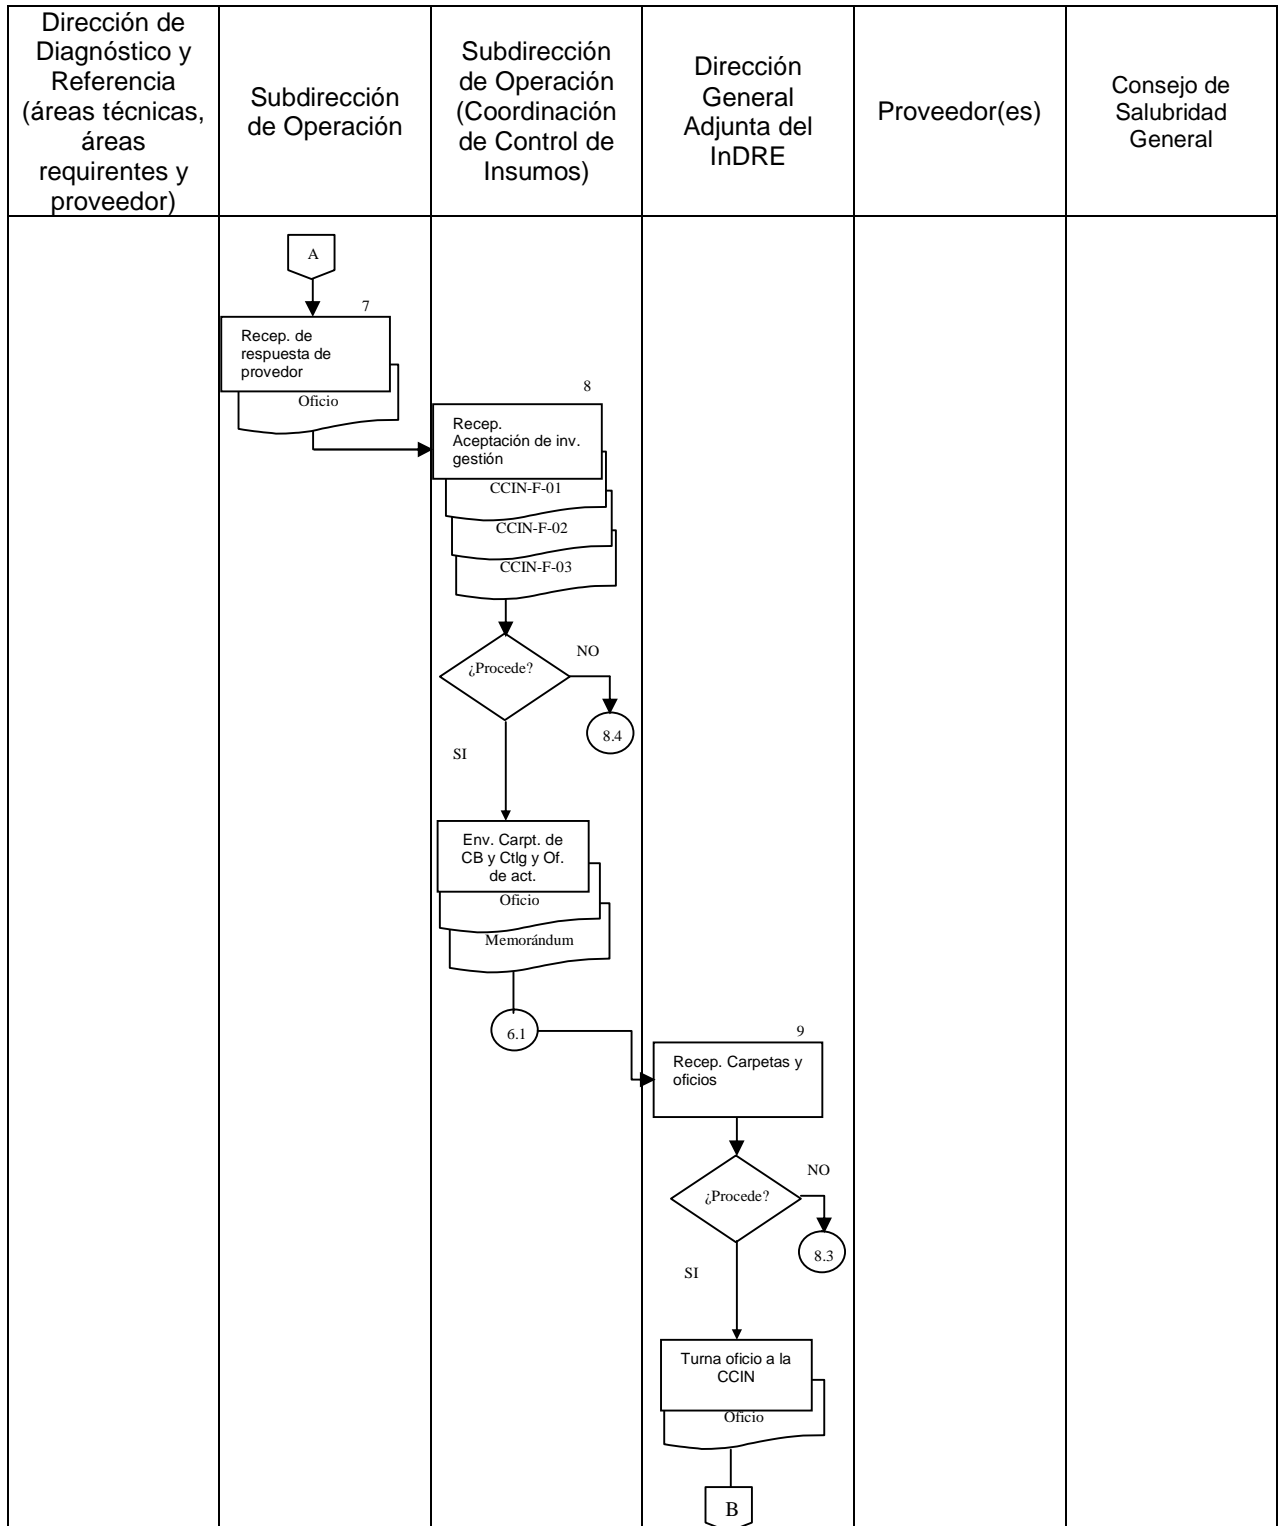 Dirección de
Diagnóstico y
Referencia
(áreas técnicas,
áreas
requirentes y
proveedor)
Subdirección
de Operación
Subdirección
de Operación
(Coordinación
de Control de
Insumos)
Dirección
General
Adjunta del
InDRE
Proveedor(es)
Consejo de
Salubridad
General
A
7
Recep. de
respuesta de
provedor
Oficio
8
Recep.
Aceptación de inv.
gestión
CCIN-F-01
CCIN-F-02
CCIN-F-03
¿Procede?
NO
8.4
SI
Env. Carpt. de
CB y Ctlg y Of.
de act.
Oficio
Memorándum
6.1
9
Recep. Carpetas y
oficios
¿Procede?
NO
8.3
SI
Turna oficio a la
CCIN
Oficio
B